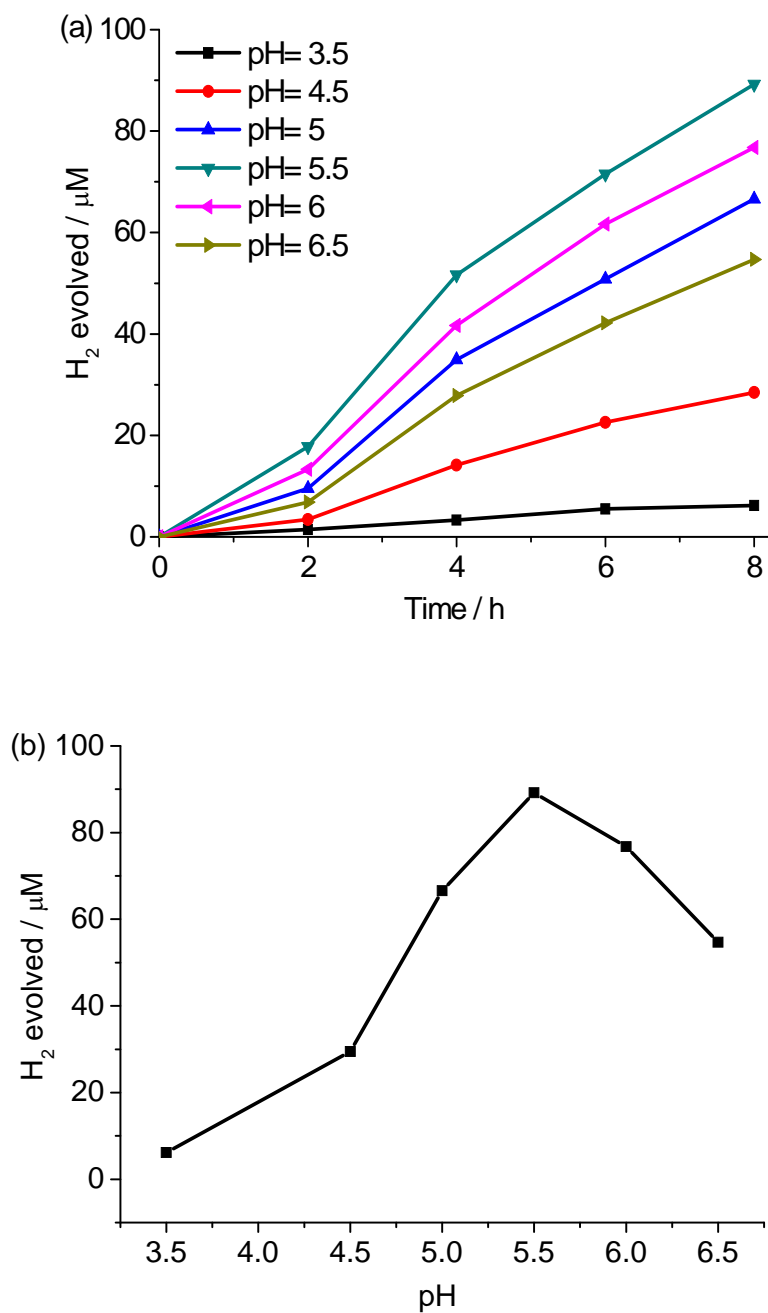 (a)
100
80
60
40
20
0
H₂ evolved / μM
pH= 3.5
pH= 4.5
pH= 5
pH= 5.5
pH= 6
pH= 6.5
0 2 4 6 8
Time / h
(b)
100
80
60
40
20
0
H₂ evolved / μM
3.5 4.0 4.5 5.0 5.5 6.0 6.5
pH